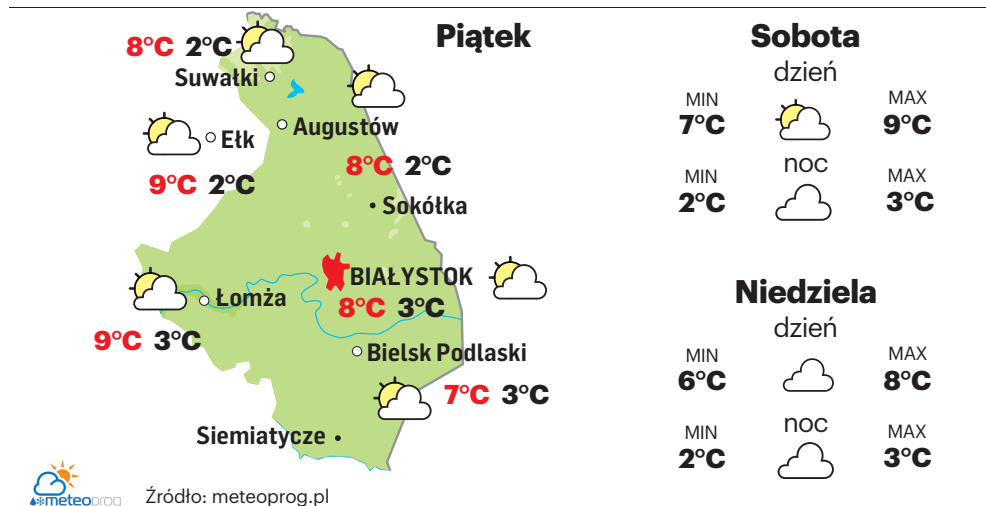 Piątek
8°C 2°C
Suwałki
Augustów
Ełk
8°C 2°C
9°C 2°C
Sokółka
BIAŁYSTOK
Łomża
8°C 3°C
9°C 3°C
Bielsk Podlaski
7°C 3°C
Siemiatycze
meteoprog
Źródło: meteoprog.pl
Sobota
dzień
MIN MAX
7°C 9°C
noc
MIN MAX
2°C 3°C
Niedziela
dzień
MIN MAX
6°C 8°C
noc
MIN MAX
2°C 3°C